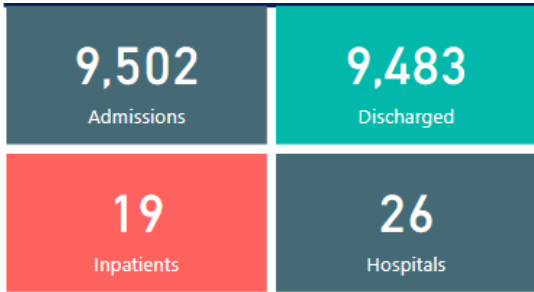 9,502
Admissions
9,483
Discharged
19
Inpatients
26
Hospitals